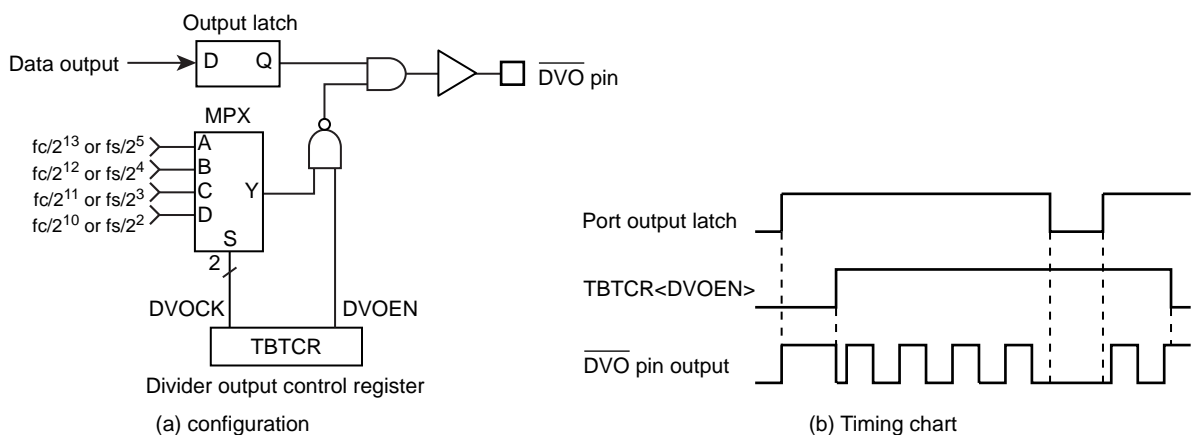 Output latch
Data output
D Q
DVO pin
MPX
fc/2^13 or fs/2^5 A
fc/2^12 or fs/2^4 B
fc/2^11 or fs/2^3 C
fc/2^10 or fs/2^2 D
Y
S
2
DVOCK
DVOEN
TBTCR
Divider output control register
(a) configuration
Port output latch
TBTCR<DVOEN>
DVO pin output
(b) Timing chart